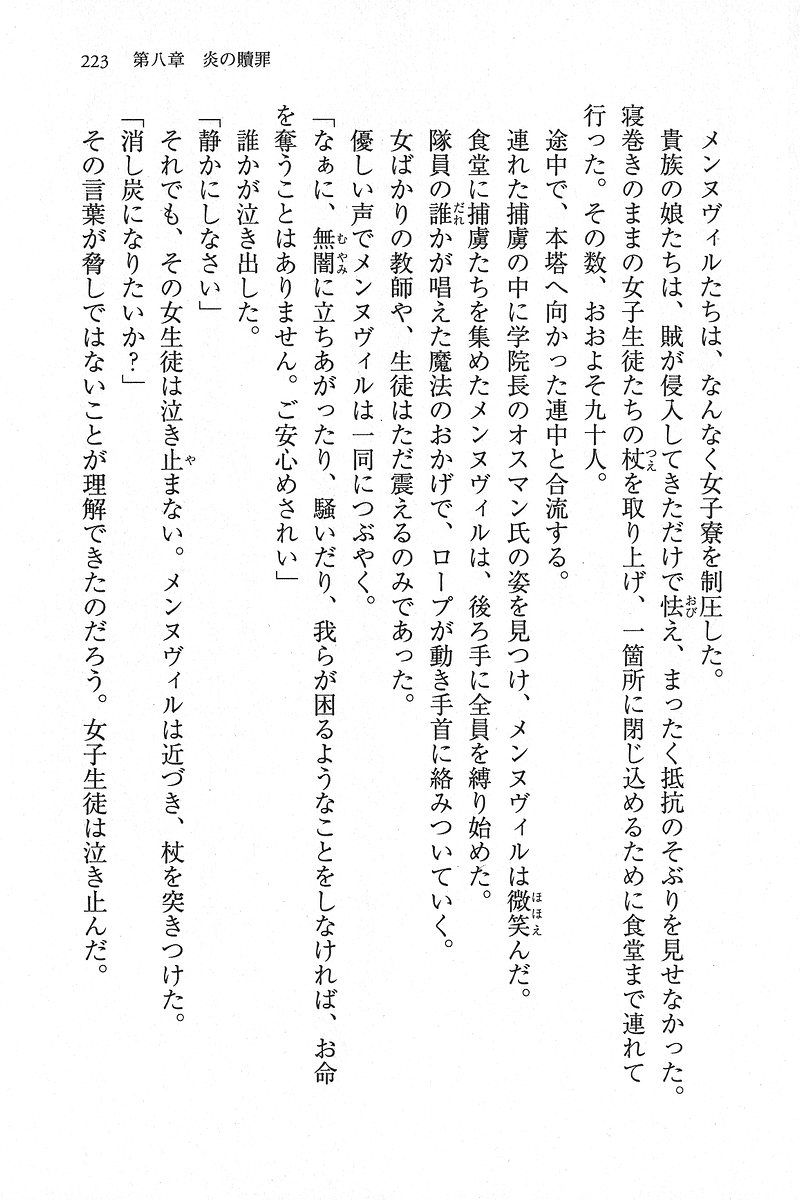 223 第八章 炎の贖罪
メンヌヴィルたちは、なんなく女子寮を制圧した。
貴族の娘たちは、賊が侵入してきただけで怯え、まったく抵抗のそぶりを見せなかった。
寝巻きのままの女子生徒たちの杖を取り上げ、一箇所に閉じ込めるために食堂まで連れて
行った。その数、おおよそ九十人。
途中で、本塔へ向かった連中と合流する。
連れた捕虜の中に学院長のオスマン氏の姿を見つけ、メンヌヴィルは微笑んだ。
食堂に捕虜たちを集めたメンヌヴィルは、後ろ手に全員を縛り始めた。
隊員の誰かが唱えた魔法のおかげで、ロープが動き手首に絡みついていく。
女ばかりの教師や、生徒はただ震えるのみであった。
優しい声でメンヌヴィルは一同につぶやく。
「なぁに、無闇に立ちあがったり、騒いだり、我らが困るようなことをしなければ、お命
を奪うことはありません。ご安心めされい」
誰かが泣き出した。
「静かにしなさい」
それでも、その女生徒は泣き止まない。メンヌヴィルは近づき、杖を突きつけた。
「消し炭になりたいか?」
その言葉が脅しではないことが理解できたのだろう。女子生徒は泣き止んだ。